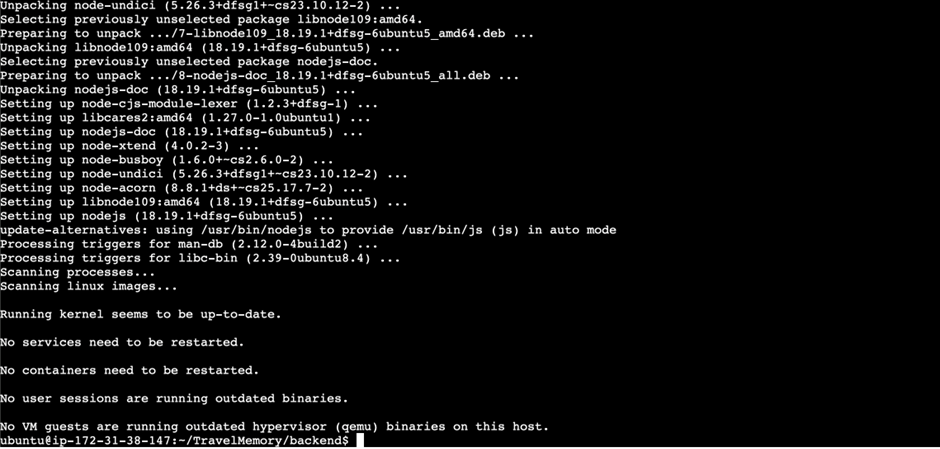 Unpacking node-undici (5.26.3+dfsg1+~cs23.10.12-2) ...
Selecting previously unselected package libnode109:amd64.
Preparing to unpack .../7-libnode109_18.19.1+dfsg-6ubuntu5_amd64.deb ...
Unpacking libnode109:amd64 (18.19.1+dfsg-6ubuntu5) ...
Selecting previously unselected package nodejs-doc.
Preparing to unpack .../8-nodejs-doc_18.19.1+dfsg-6ubuntu5_all.deb ...
Unpacking nodejs-doc (18.19.1+dfsg-6ubuntu5) ...
Setting up node-cjs-module-lexer (1.2.3+dfsg-1) ...
Setting up libcares2:amd64 (1.27.0-1.0ubuntu1) ...
Setting up nodejs-doc (18.19.1+dfsg-6ubuntu5) ...
Setting up node-xtend (4.0.2-3) ...
Setting up node-busboy (1.6.0+~cs2.6.0-2) ...
Setting up node-undici (5.26.3+dfsg1+~cs23.10.12-2) ...
Setting up node-acorn (8.8.1+ds+~cs25.17.7-2) ...
Setting up libnode109:amd64 (18.19.1+dfsg-6ubuntu5) ...
Setting up nodejs (18.19.1+dfsg-6ubuntu5) ...
update-alternatives: using /usr/bin/nodejs to provide /usr/bin/js (js) in auto mode
Processing triggers for man-db (2.12.0-4build2) ...
Processing triggers for libc-bin (2.39-0ubuntu8.4) ...
Scanning processes...
Scanning linux images...
Running kernel seems to be up-to-date.
No services need to be restarted.
No containers need to be restarted.
No user sessions are running outdated binaries.
No VM guests are running outdated hypervisor (qemu) binaries on this host.
ubuntu@ip-172-31-38-147:~/TravelMemory/backend$